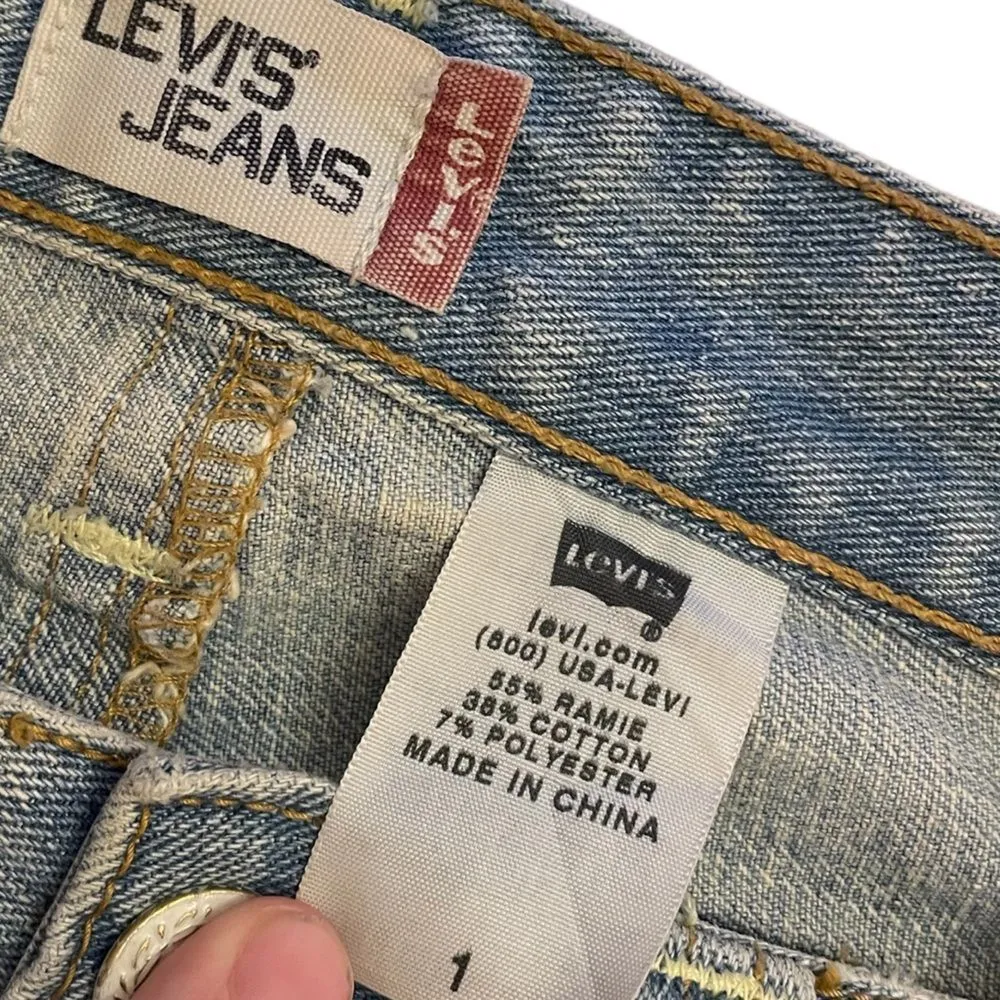 LEVI'S®
JEANS
LEVI'S
LEVI'S
®
levi.com
(800) USA-LEVI
55% RAMIE
38% COTTON
7% POLYESTER
MADE IN CHINA
1